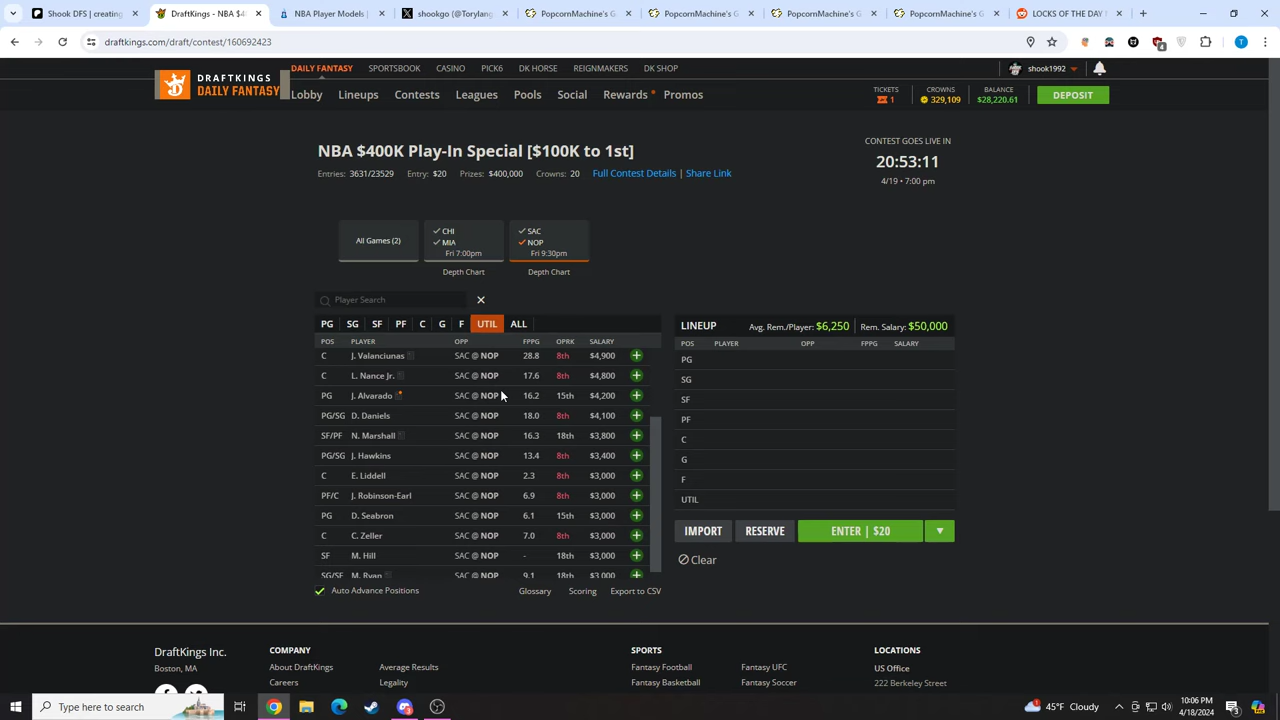 Shook DFS | creating
DraftKings - NBA $4
NBA Player Models |
shookgo (@Terylang
PopcornMachine's G
PopcornMachine's G
PopcornMachine's G
PopcornMachine's G
LOCKS OF THE DAY
draftkings.com/draft/contest/160692423
DAILY FANTASY SPORTSBOOK CASINO PICK6 DK HORSE REIGNMAKERS DK SHOP shook1992
DRAFTKINGS
DAILY FANTASY
Lobby Lineups Contests Leagues Pools Social Rewards Promos
TICKETS CROWNS BALANCE
1 329,109 $28,220.61 DEPOSIT
NBA $400K Play-In Special [$100K to 1st]
Entries: 3631/23529 Entry: $20 Prizes: $400,000 Crowns: 20 Full Contest Details | Share Link
CONTEST GOES LIVE IN
20:53:11
4/19 • 7:00 pm
All Games (2)
CHI
MIA
Fri 7:00pm
Depth Chart
SAC
NOP
Fri 9:30pm
Depth Chart
Player Search
PG SG SF PF C G F UTIL ALL
POS PLAYER OPP FPPG OPRK SALARY
C J. Valanciunas SAC @ NOP 28.8 8th $4,900
C L. Nance Jr. SAC @ NOP 17.6 8th $4,800
PG J. Alvarado SAC @ NOP 16.2 15th $4,200
PG/SG D. Daniels SAC @ NOP 18.0 8th $4,100
SF/PF N. Marshall SAC @ NOP 16.3 18th $3,800
PG/SG J. Hawkins SAC @ NOP 13.4 8th $3,400
C E. Liddell SAC @ NOP 2.3 8th $3,000
PF/C J. Robinson-Earl SAC @ NOP 6.9 8th $3,000
PG D. Seabron SAC @ NOP 6.1 15th $3,000
C C. Zeller SAC @ NOP 7.0 8th $3,000
SF M. Hill SAC @ NOP - 18th $3,000
SG/SF M. Ryan SAC @ NOP 9.1 18th $3,000
Auto Advance Positions Glossary Scoring Export to CSV
LINEUP Avg. Rem./Player: $6,250 Rem. Salary: $50,000
POS PLAYER OPP FPPG SALARY
PG
SG
SF
PF
C
G
F
UTIL
IMPORT RESERVE ENTER | $20
Clear
DraftKings Inc.
Boston, MA
COMPANY
About DraftKings Average Results
Careers Legality
SPORTS
Fantasy Football Fantasy UFC
Fantasy Basketball Fantasy Soccer
LOCATIONS
US Office
222 Berkeley Street
Type here to search
45°F Cloudy
10:06 PM
4/18/2024